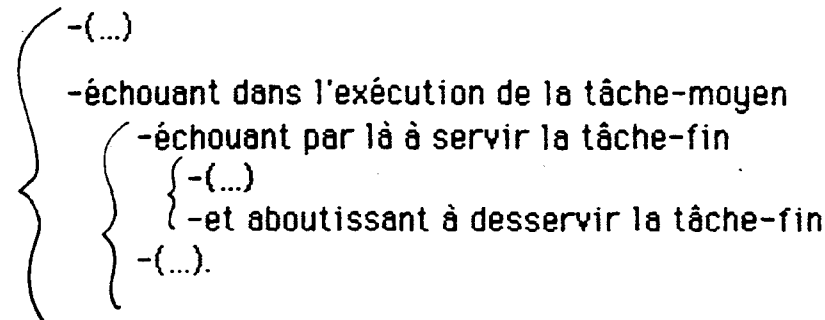 -(...)
-échouant dans l'exécution de la tâche-moyen
-échouant par là à servir la tâche-fin
-(...)
-et aboutissant à desservir la tâche-fin
-(...).